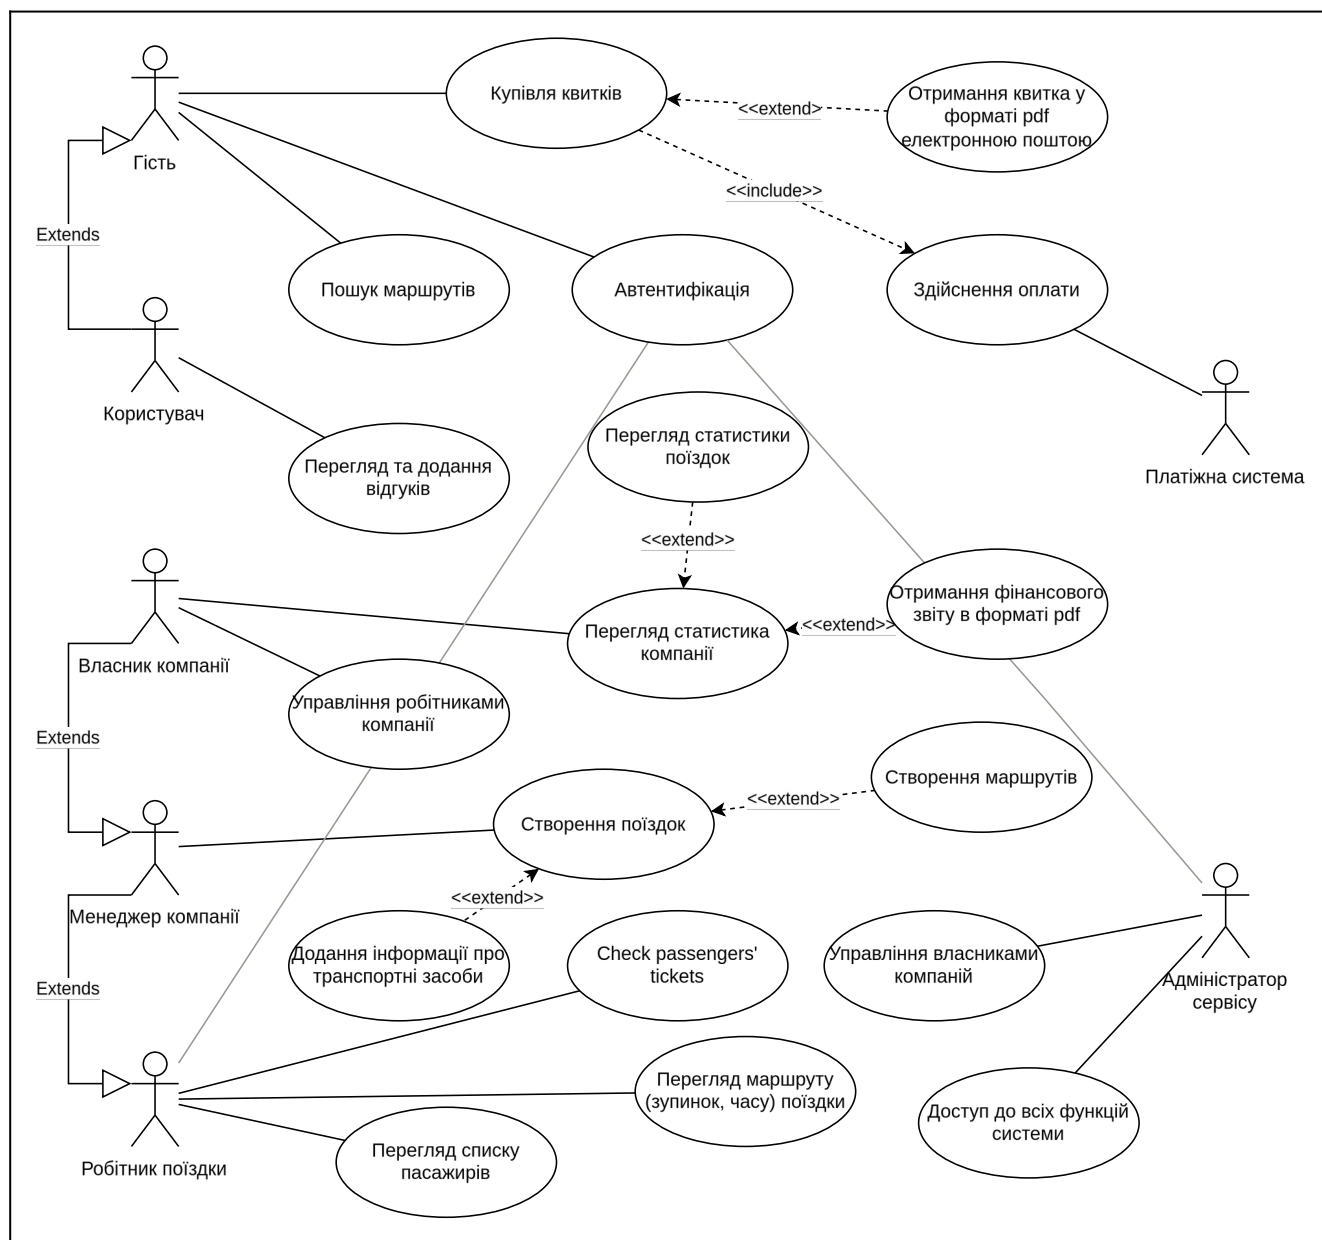 Купівля квитків
<<extend>
Отримання квитка у
форматі pdf
електронною поштою
Гість
<<include>>
Extends
Пошук маршрутів
Автентифікація
Здійснення оплати
Користувач
Перегляд та додання
відгуків
Перегляд статистики
поїздок
Платіжна система
<<extend>>
Власник компанії
Перегляд статистика
компанії
<<extend>>
Отримання фінансового
звіту в форматі pdf
Управління робітниками
компанії
Extends
Створення поїздок
<<extend>>
Створення маршрутів
Менеджер компанії
<<extend>>
Додання інформації про
транспортні засоби
Check passengers'
tickets
Управління власниками
компаній
Адміністратор
сервісу
Extends
Перегляд маршруту
(зупинок, часу) поїздки
Доступ до всіх функцій
системи
Робітник поїздки
Перегляд списку
пасажирів